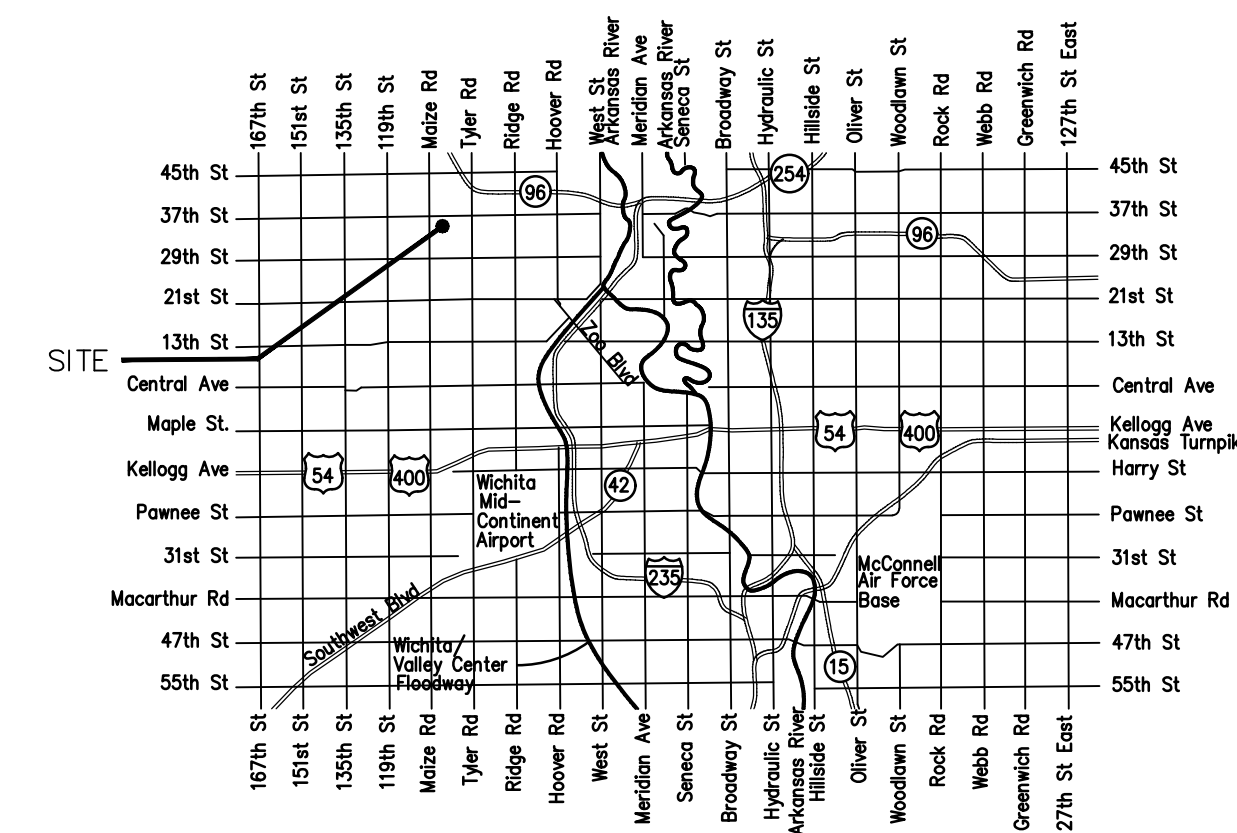 167th St
151st St
135th St
119th St
Maize Rd
Tyler Rd
Ridge Rd
Hoover Rd
West St
Arkansas River
Meridian Ave
Arkansas River
Seneca St
Broadway St
Hydraulic St
Hillside St
Oliver St
Woodlawn St
Rock Rd
Webb Rd
Greenwich Rd
127th St East
45th St
37th St
29th St
21st St
13th St
Central Ave
Maple St.
Kellogg Ave
Pawnee St
31st St
Macarthur Rd
47th St
55th St
SITE
96
254
96
135
Zoo Blvd
54
400
54
400
42
Wichita
Mid-
Continent
Airport
235
McConnell
Air Force
Base
Southwest Blvd
Wichita/
Valley Center
Floodway
15
45th St
37th St
29th St
21st St
13th St
Central Ave
Kellogg Ave
Kansas Turnpik
Harry St
Pawnee St
31st St
Macarthur Rd
47th St
55th St
167th St
151st St
135th St
119th St
Maize Rd
Tyler Rd
Ridge Rd
Hoover Rd
West St
Meridian Ave
Seneca St
Broadway St
Hydraulic St
Arkansas River
Hillside St
Oliver St
Woodlawn St
Rock Rd
Webb Rd
Greenwich Rd
27th St East